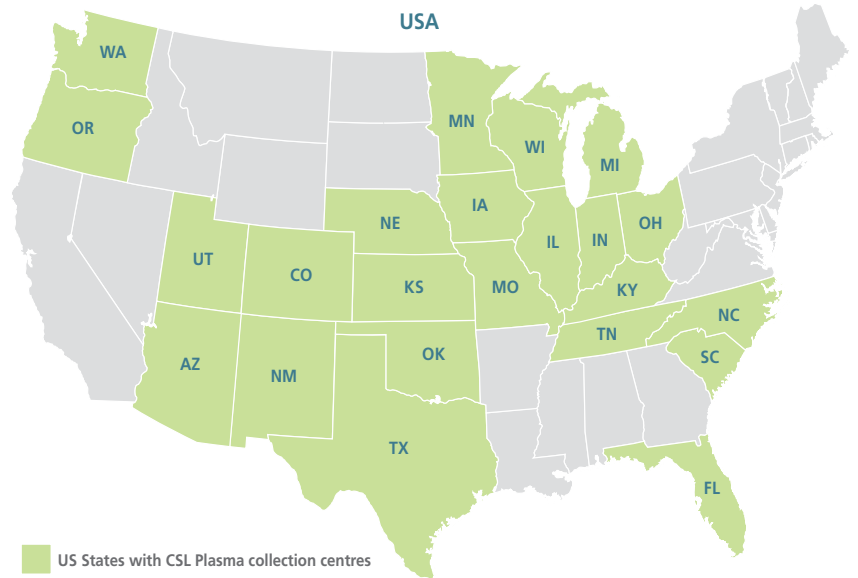 USA
WA
OR
MN
WI
MI
IA
NE
IL
IN
OH
UT
CO
KS
MO
KY
NC
TN
SC
AZ
NM
OK
TX
FL
US States with CSL Plasma collection centres